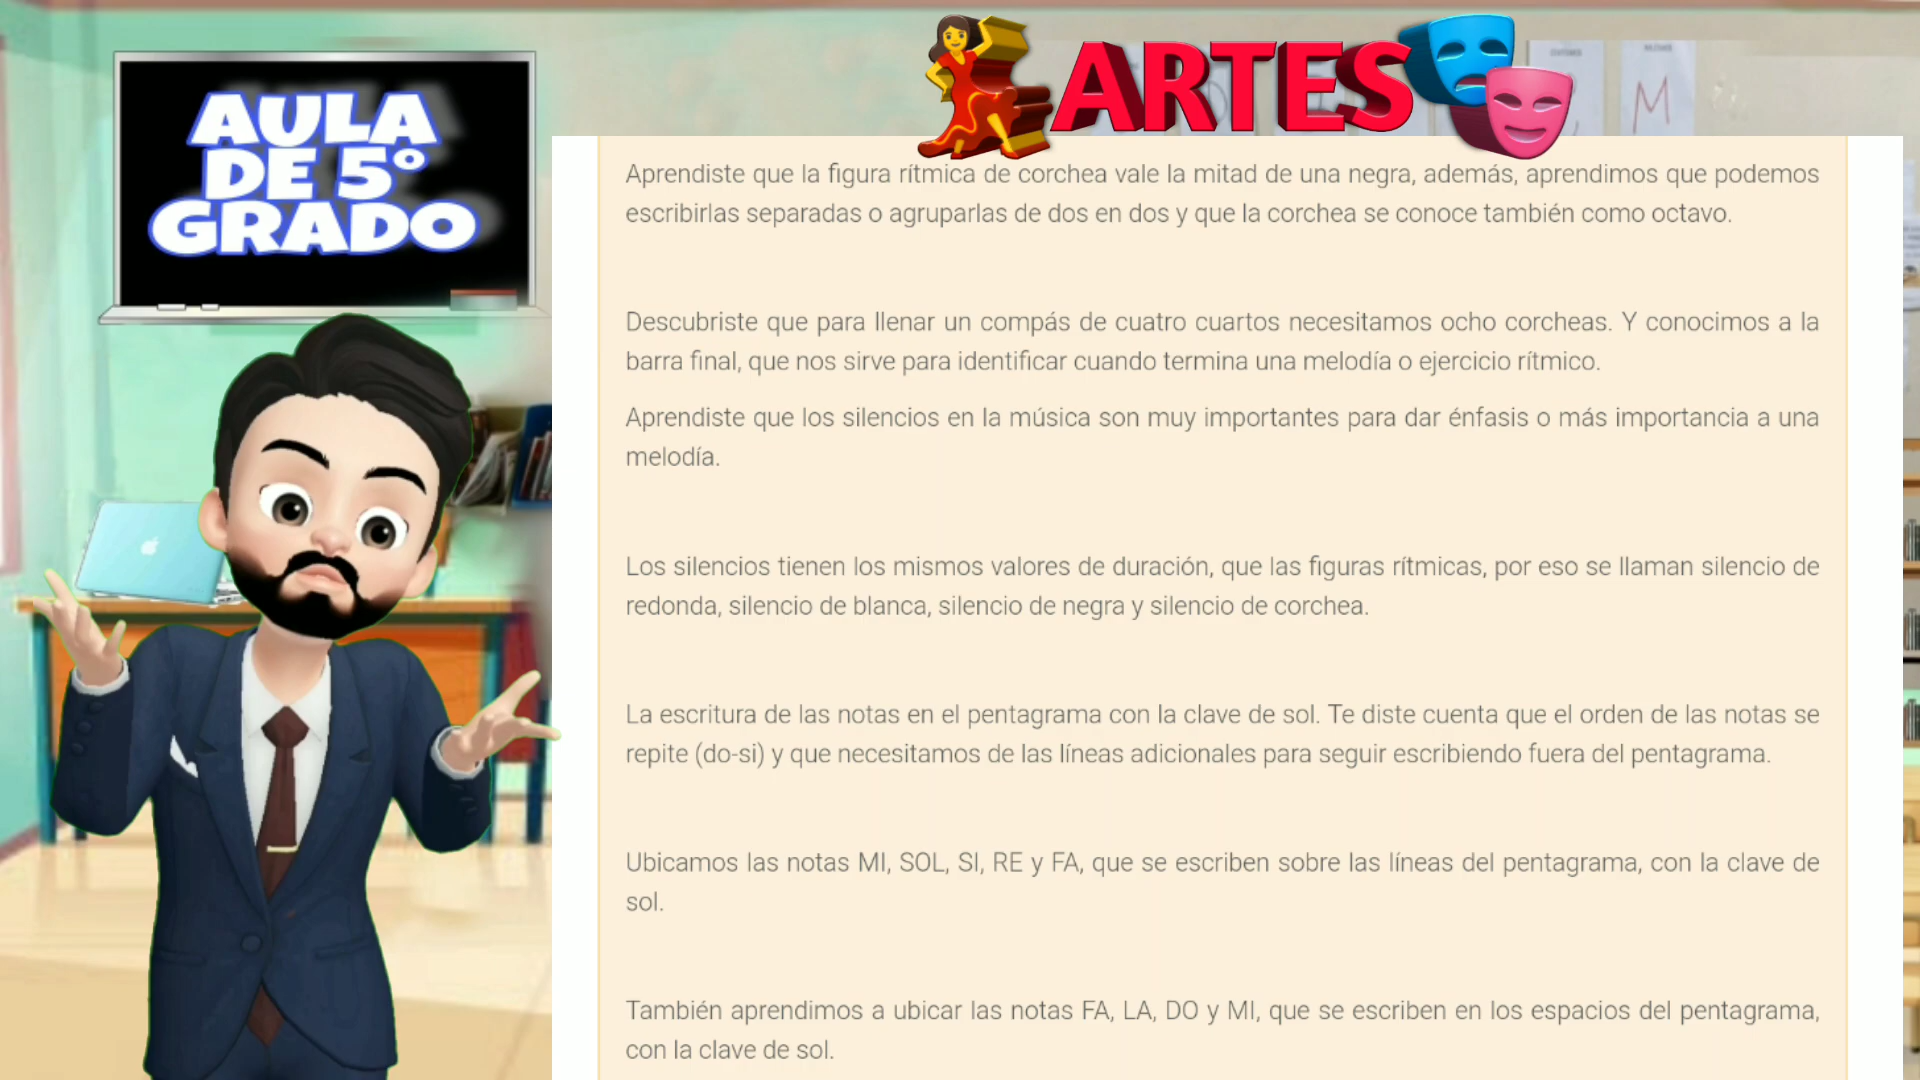 AULA
DE 5º
GRADO
ARTES
M
Aprendiste que la figura rítmica de corchea vale la mitad de una negra, además, aprendimos que podemos
escribirlas separadas o agruparlas de dos en dos y que la corchea se conoce también como octavo.
Descubriste que para llenar un compás de cuatro cuartos necesitamos ocho corcheas. Y conocimos a la
barra final, que nos sirve para identificar cuando termina una melodía o ejercicio rítmico.
Aprendiste que los silencios en la música son muy importantes para dar énfasis o más importancia a una
melodía.
Los silencios tienen los mismos valores de duración, que las figuras rítmicas, por eso se llaman silencio de
redonda, silencio de blanca, silencio de negra y silencio de corchea.
La escritura de las notas en el pentagrama con la clave de sol. Te diste cuenta que el orden de las notas se
repite (do-si) y que necesitamos de las líneas adicionales para seguir escribiendo fuera del pentagrama.
Ubicamos las notas MI, SOL, SI, RE y FA, que se escriben sobre las líneas del pentagrama, con la clave de
sol.
También aprendimos a ubicar las notas FA, LA, DO y MI, que se escriben en los espacios del pentagrama,
con la clave de sol.